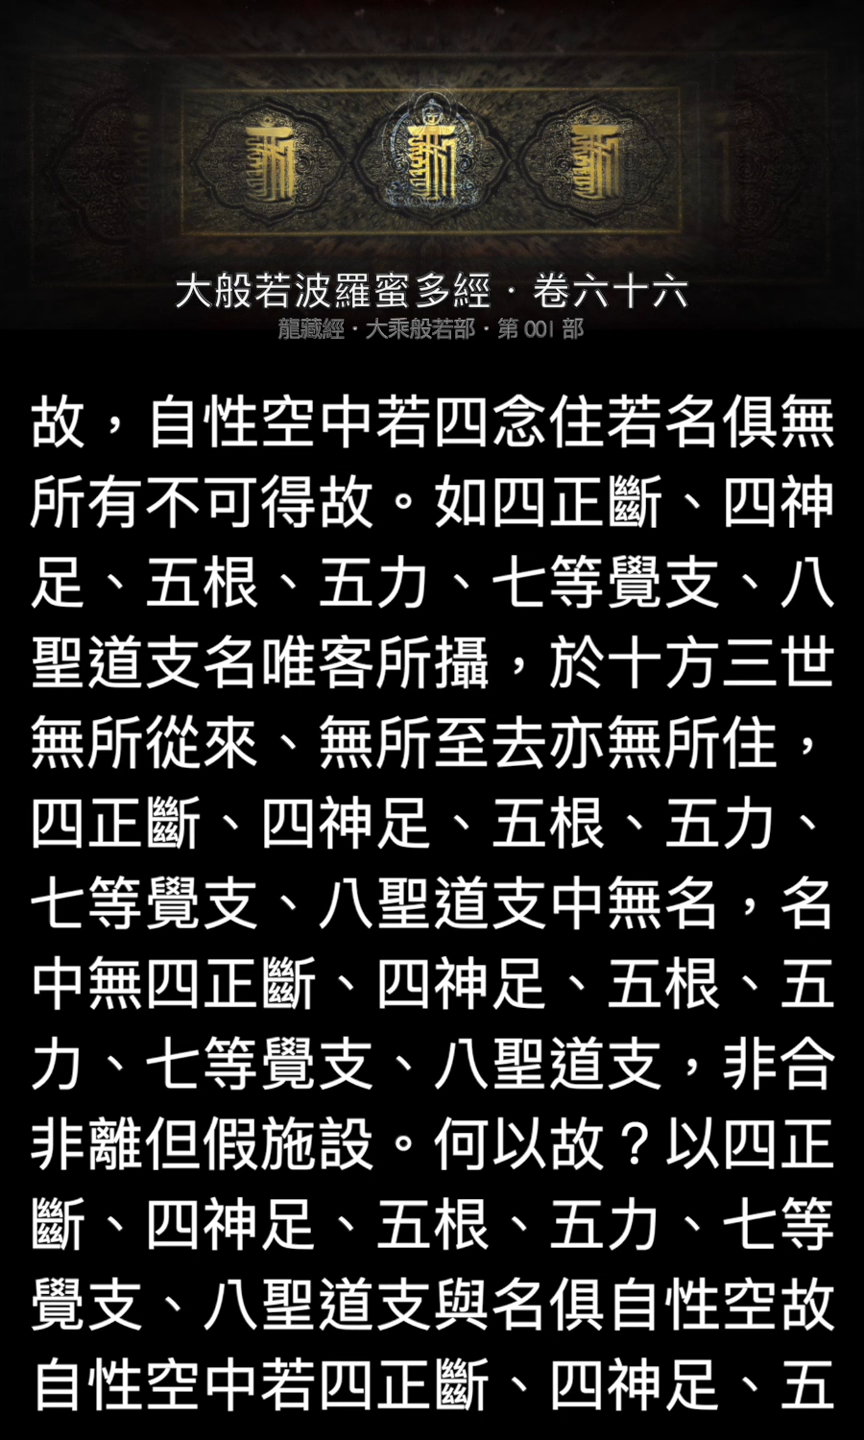 大般若波羅蜜多經．卷六十六
龍藏經．大乘般若部．第 001 部
故，自性空中若四念住若名俱無
所有不可得故。如四正斷、四神
足、五根、五力、七等覺支、八
聖道支名唯客所攝，於十方三世
無所從來、無所至去亦無所住，
四正斷、四神足、五根、五力、
七等覺支、八聖道支中無名，名
中無四正斷、四神足、五根、五
力、七等覺支、八聖道支，非合
非離但假施設。何以故？以四正
斷、四神足、五根、五力、七等
覺支、八聖道支與名俱自性空故
自性空中若四正斷、四神足、五